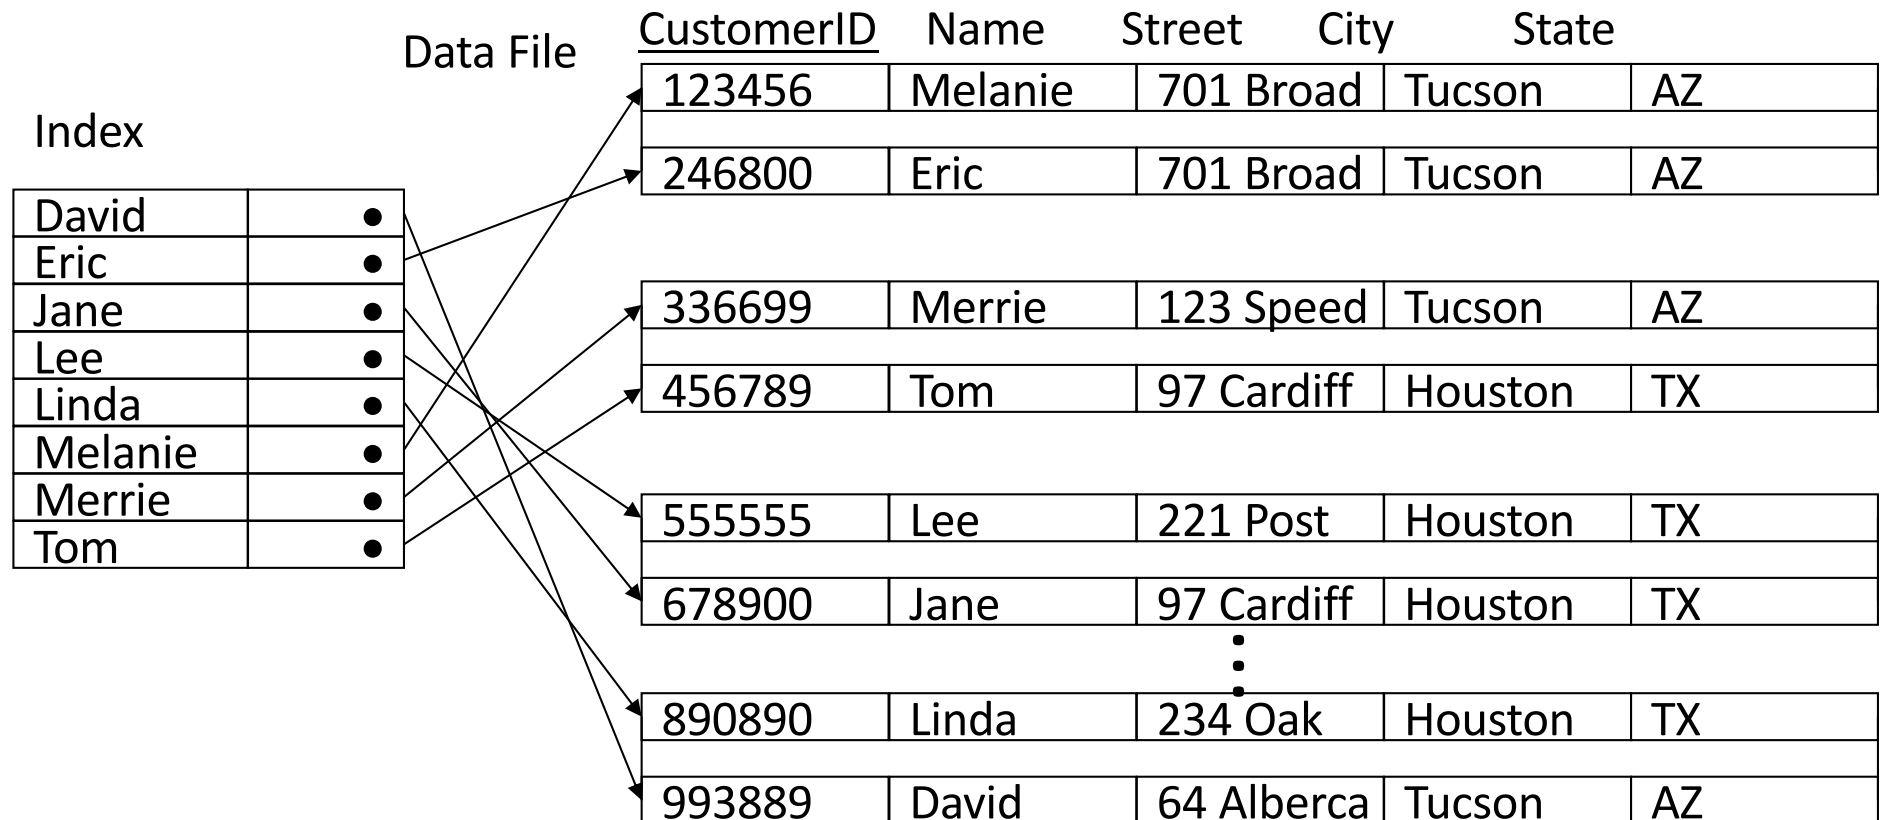 Data File
CustomerID Name Street City State
123456 Melanie 701 Broad Tucson AZ
246800 Eric 701 Broad Tucson AZ
336699 Merrie 123 Speed Tucson AZ
456789 Tom 97 Cardiff Houston TX
555555 Lee 221 Post Houston TX
678900 Jane 97 Cardiff Houston TX
890890 Linda 234 Oak Houston TX
993889 David 64 Alberca Tucson AZ
Index
David
Eric
Jane
Lee
Linda
Melanie
Merrie
Tom